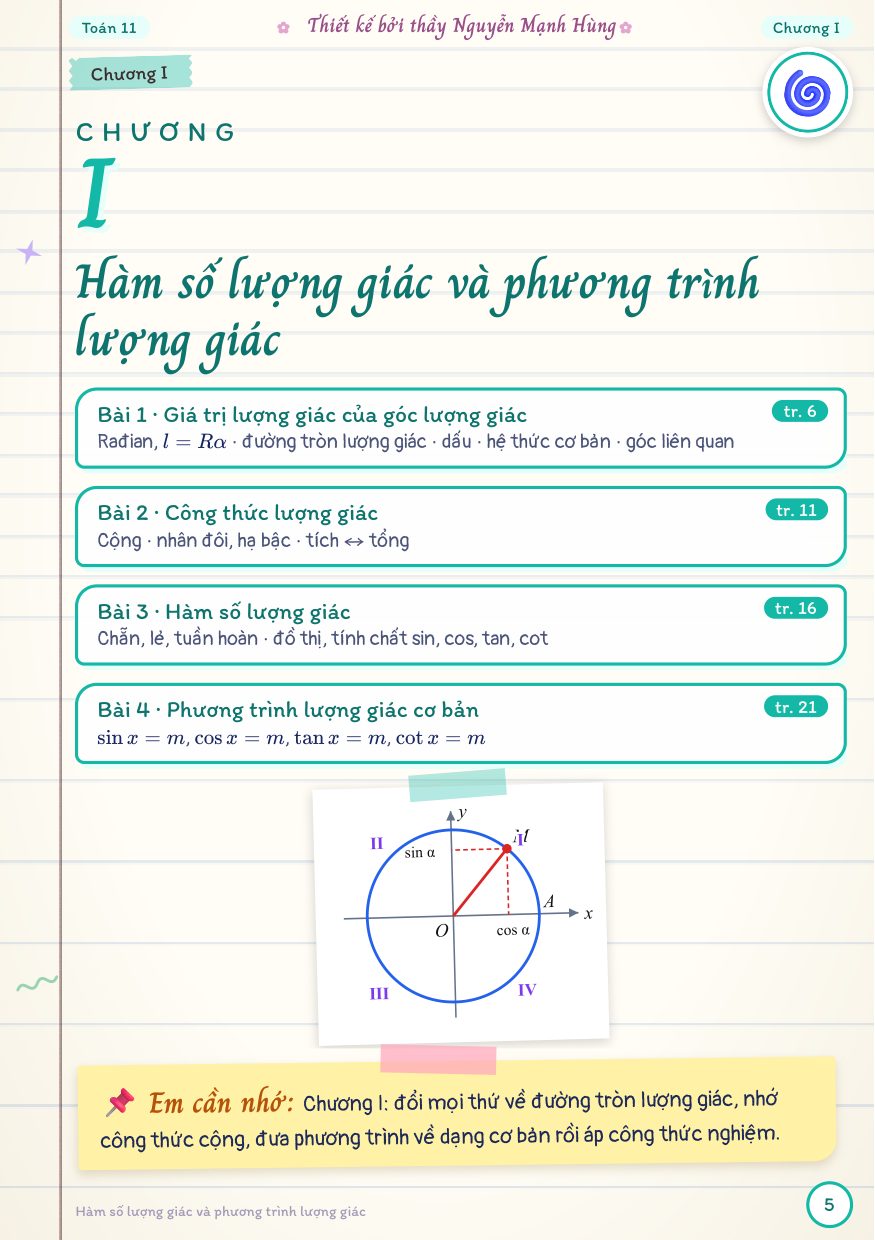 Toán 11
Thiết kế bởi thầy Nguyễn Mạnh Hùng
Chương I
Chương I
CHƯƠNG
I
Hàm số lượng giác và phương trình
lượng giác
Bài 1 · Giá trị lượng giác của góc lượng giác
tr. 6
Rađian, l = Rα · đường tròn lượng giác · dấu · hệ thức cơ bản · góc liên quan
Bài 2 · Công thức lượng giác
tr. 11
Cộng · nhân đôi, hạ bậc · tích ↔ tổng
Bài 3 · Hàm số lượng giác
tr. 16
Chẵn, lẻ, tuần hoàn · đồ thị, tính chất sin, cos, tan, cot
Bài 4 · Phương trình lượng giác cơ bản
tr. 21
sin x = m, cos x = m, tan x = m, cot x = m
y
II
sin α
I
A
x
O
cos α
III
IV
Em cần nhớ: Chương I: đổi mọi thứ về đường tròn lượng giác, nhớ
công thức cộng, đưa phương trình về dạng cơ bản rồi áp công thức nghiệm.
Hàm số lượng giác và phương trình lượng giác
5